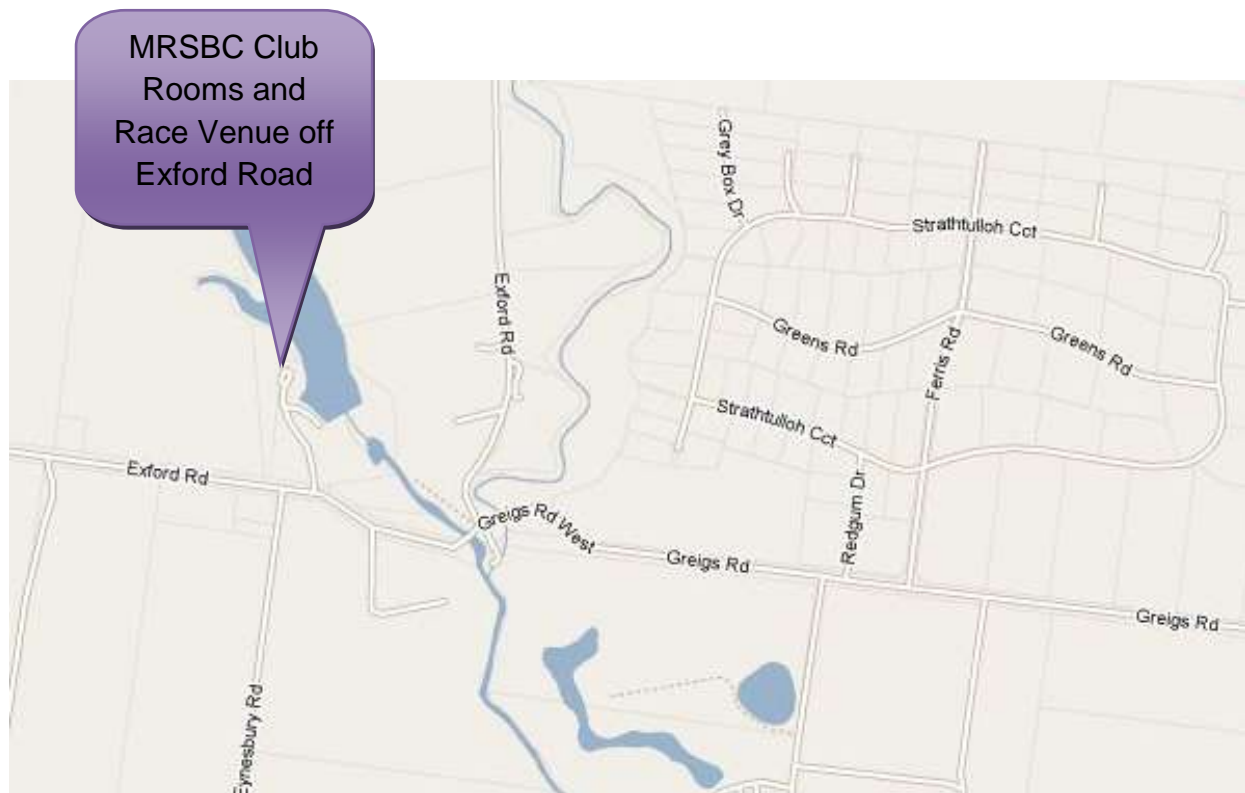 MRSBC Club
Rooms and
Race Venue off
Exford Road
Grey Box Dr
Strathtulloh Cct
Exford Rd
Greens Rd
Ferris Rd
Greens Rd
Strathtulloh Cct
Exford Rd
Redgum Dr
Greigs Rd West
Greigs Rd
Greigs Rd
Eynesbury Rd